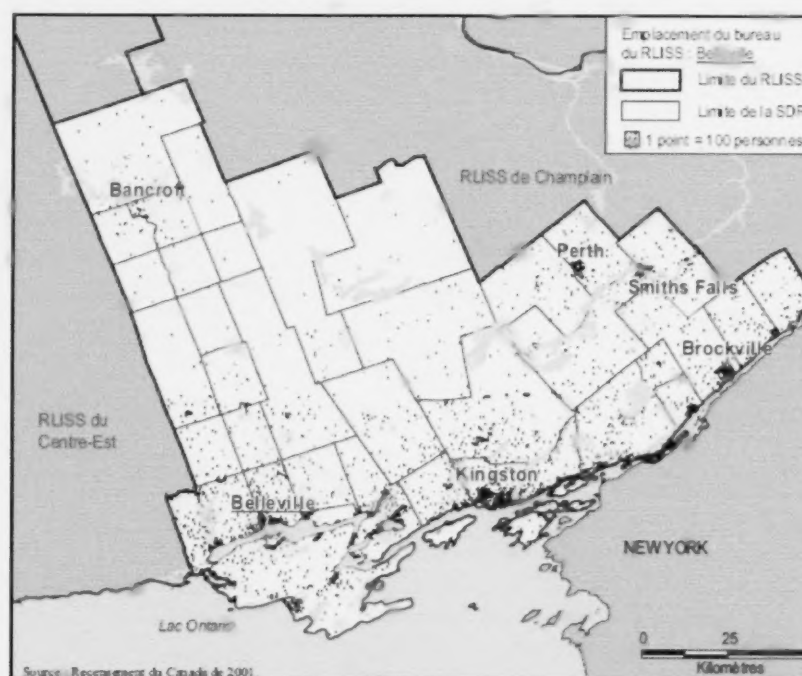 Emplacement du bureau
du RLISS : Belleville
Limite du RLISS
Limite de la SDR
1 point = 100 personnes
Bancroft
RLISS de Champlain
Perth
Smiths Falls
Brockville
RLISS du
Centre-Est
Kingston
Belleville
NEW YORK
Lac Ontario
0 25
Kilomètres
Source : Recensement du Canada de 2001